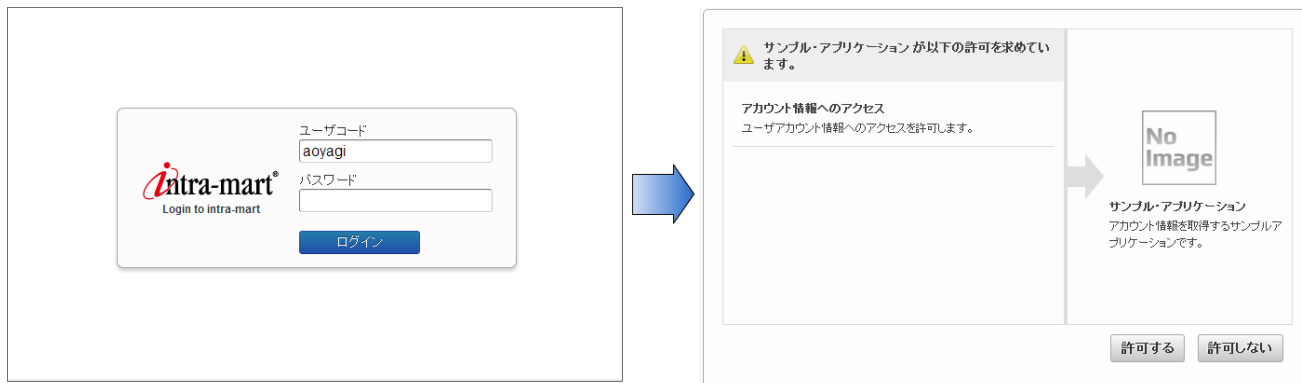 ユーザコード
aoyagi
パスワード
intra-mart®
Login to intra-mart
ログイン
サンプル・アプリケーション が以下の許可を求めてい
ます。
アカウント情報へのアクセス
ユーザアカウント情報へのアクセスを許可します。
No
Image
サンプル・アプリケーション
アカウント情報を取得するサンプルア
プリケーションです。
許可する
許可しない